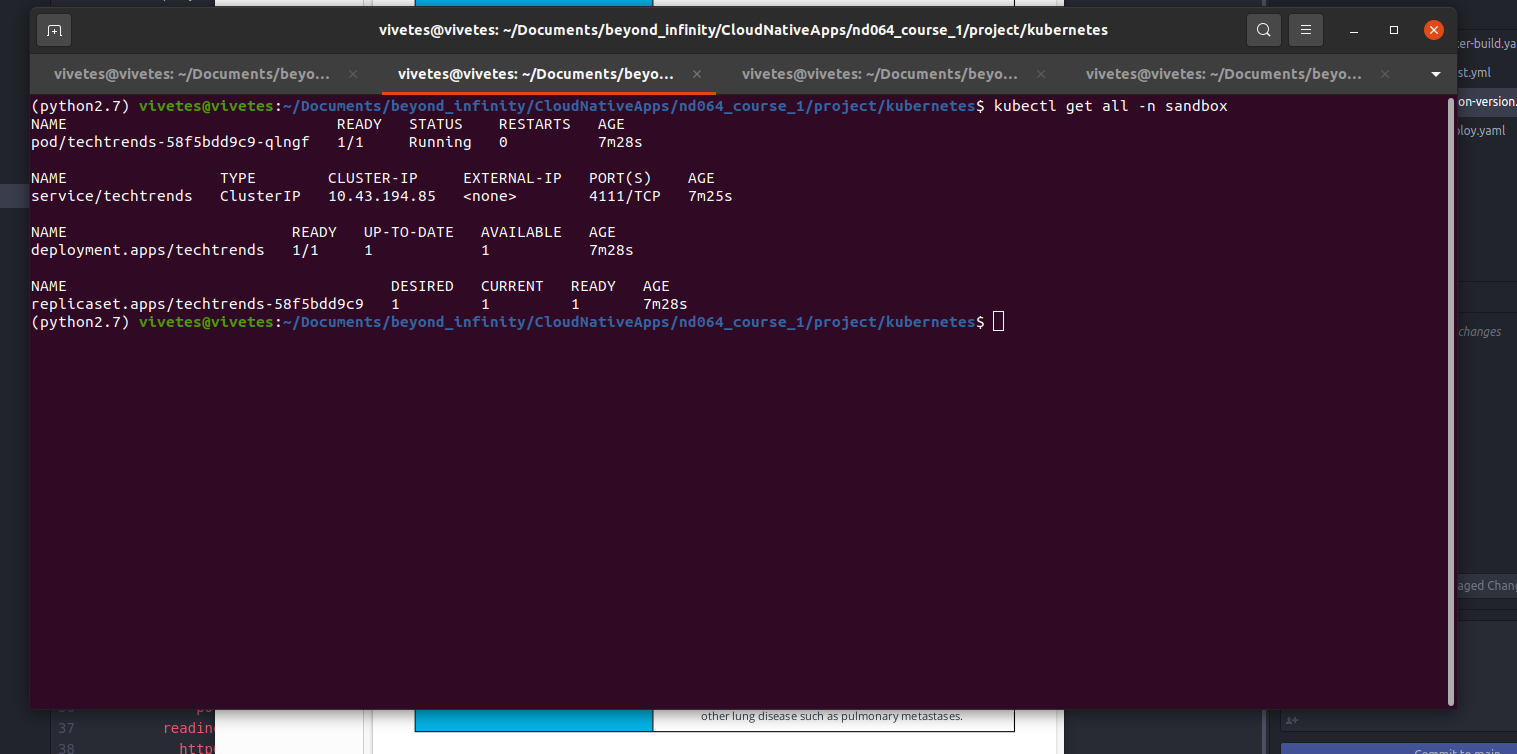 vivetes@vivetes: ~/Documents/beyond_infinity/CloudNativeApps/nd064_course_1/project/kubernetes
vivetes@vivetes: ~/Documents/beyo... vivetes@vivetes: ~/Documents/beyo... vivetes@vivetes: ~/Documents/beyo... vivetes@vivetes: ~/Documents/beyo...
(python2.7) vivetes@vivetes:~/Documents/beyond_infinity/CloudNativeApps/nd064_course_1/project/kubernetes$ kubectl get all -n sandbox
NAME READY STATUS RESTARTS AGE
pod/techtrends-58f5bdd9c9-qlngf 1/1 Running 0 7m28s
NAME TYPE CLUSTER-IP EXTERNAL-IP PORT(S) AGE
service/techtrends ClusterIP 10.43.194.85 <none> 4111/TCP 7m25s
NAME READY UP-TO-DATE AVAILABLE AGE
deployment.apps/techtrends 1/1 1 1 7m28s
NAME DESIRED CURRENT READY AGE
replicaset.apps/techtrends-58f5bdd9c9 1 1 1 7m28s
(python2.7) vivetes@vivetes:~/Documents/beyond_infinity/CloudNativeApps/nd064_course_1/project/kubernetes$
ter-build.ya
st.yml
on-version.
ploy.yaml
changes
aged Chang
37 readin
38 http
other lung disease such as pulmonary metastases.
Commit to main